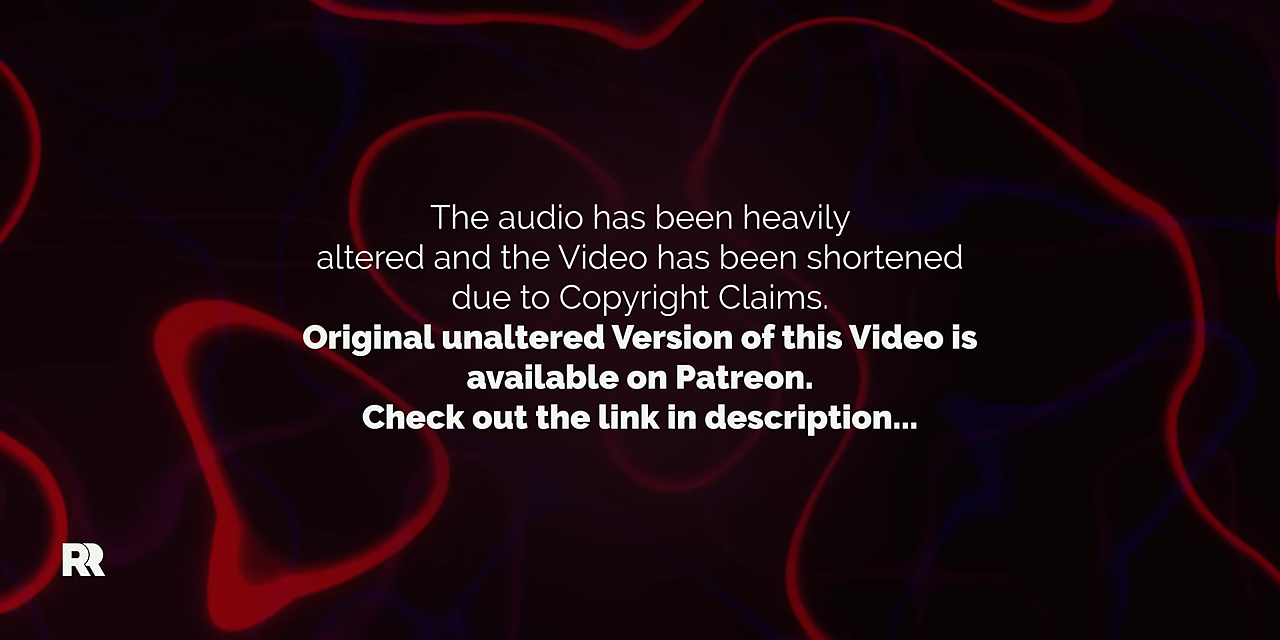 The audio has been heavily
altered and the Video has been shortened
due to Copyright Claims.
Original unaltered Version of this Video is
available on Patreon.
Check out the link in description...
RR